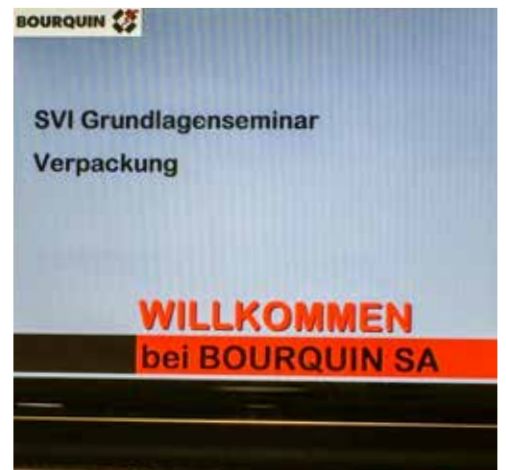 BOURQUIN
SVI Grundlagenseminar
Verpackung
WILLKOMMEN
bei BOURQUIN SA